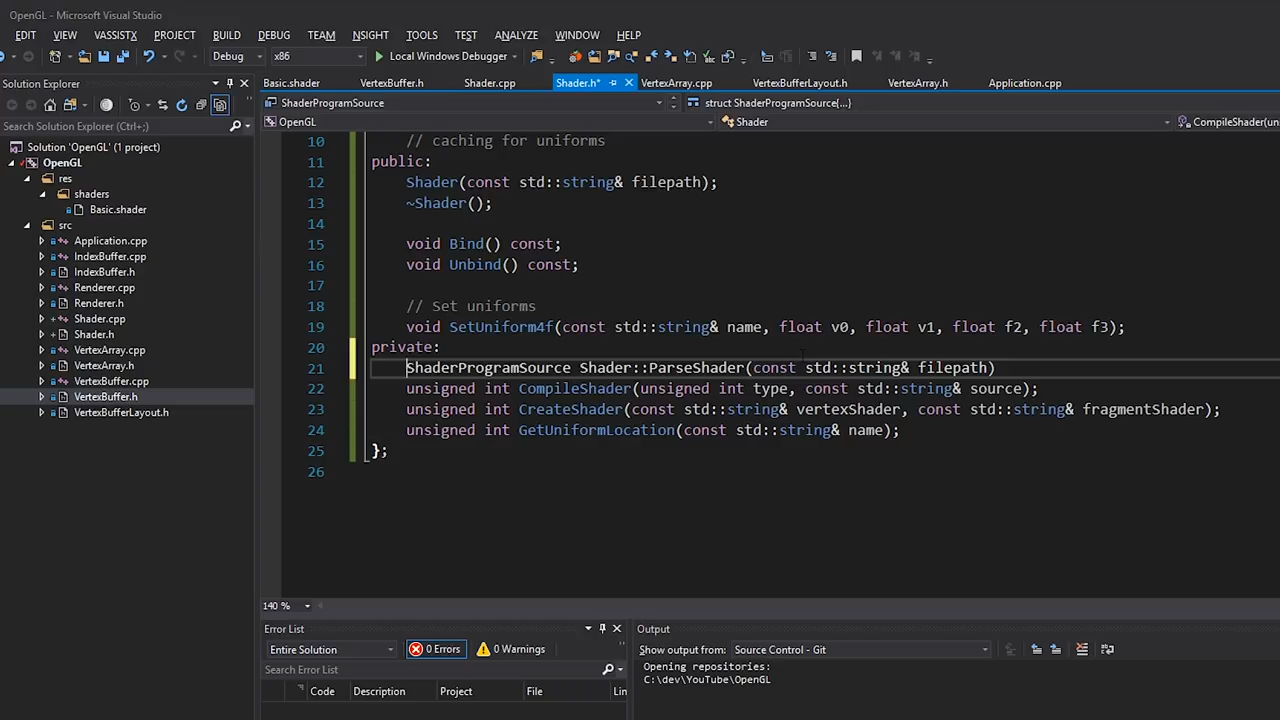 OpenGL - Microsoft Visual Studio
EDIT VIEW VASSISTX PROJECT BUILD DEBUG TEAM NSIGHT TOOLS TEST ANALYZE WINDOW HELP
Debug x86 Local Windows Debugger
Solution Explorer
Basic.shader VertexBuffer.h Shader.cpp Shader.h* VertexArray.cpp VertexBufferLayout.h VertexArray.h Application.cpp
ShaderProgramSource struct ShaderProgramSource{...}
OpenGL Shader CompileShader(un
Search Solution Explorer (Ctrl+;)
Solution 'OpenGL' (1 project)
OpenGL
res
shaders
Basic.shader
src
Application.cpp
IndexBuffer.cpp
IndexBuffer.h
Renderer.cpp
Renderer.h
Shader.cpp
Shader.h
VertexArray.cpp
VertexArray.h
VertexBuffer.cpp
VertexBuffer.h
VertexBufferLayout.h
10 // caching for uniforms
11 public:
12 Shader(const std::string& filepath);
13 ~Shader();
14
15 void Bind() const;
16 void Unbind() const;
17
18 // Set uniforms
19 void SetUniform4f(const std::string& name, float v0, float v1, float f2, float f3);
20 private:
21 ShaderProgramSource Shader::ParseShader(const std::string& filepath)
22 unsigned int CompileShader(unsigned int type, const std::string& source);
23 unsigned int CreateShader(const std::string& vertexShader, const std::string& fragmentShader);
24 unsigned int GetUniformLocation(const std::string& name);
25 };
26
140 %
Error List
Entire Solution 0 Errors 0 Warnings
Search Error List
Code Description Project File Lin
Output
Show output from: Source Control - Git
Opening repositories:
C:\dev\YouTube\OpenGL